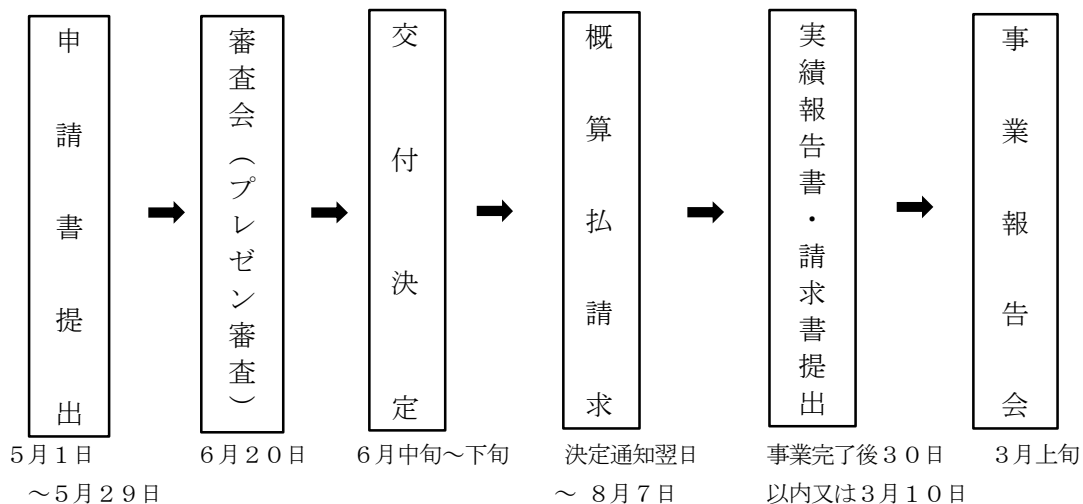 申請書提出
審査会（プレゼン審査）
交付決定
概算払請求
実績報告書・請求書提出
事業報告会
５月１日
～５月２９日
６月２０日
６月中旬～下旬
決定通知翌日
～ ８月７日
事業完了後３０日
以内又は３月１０日
３月上旬